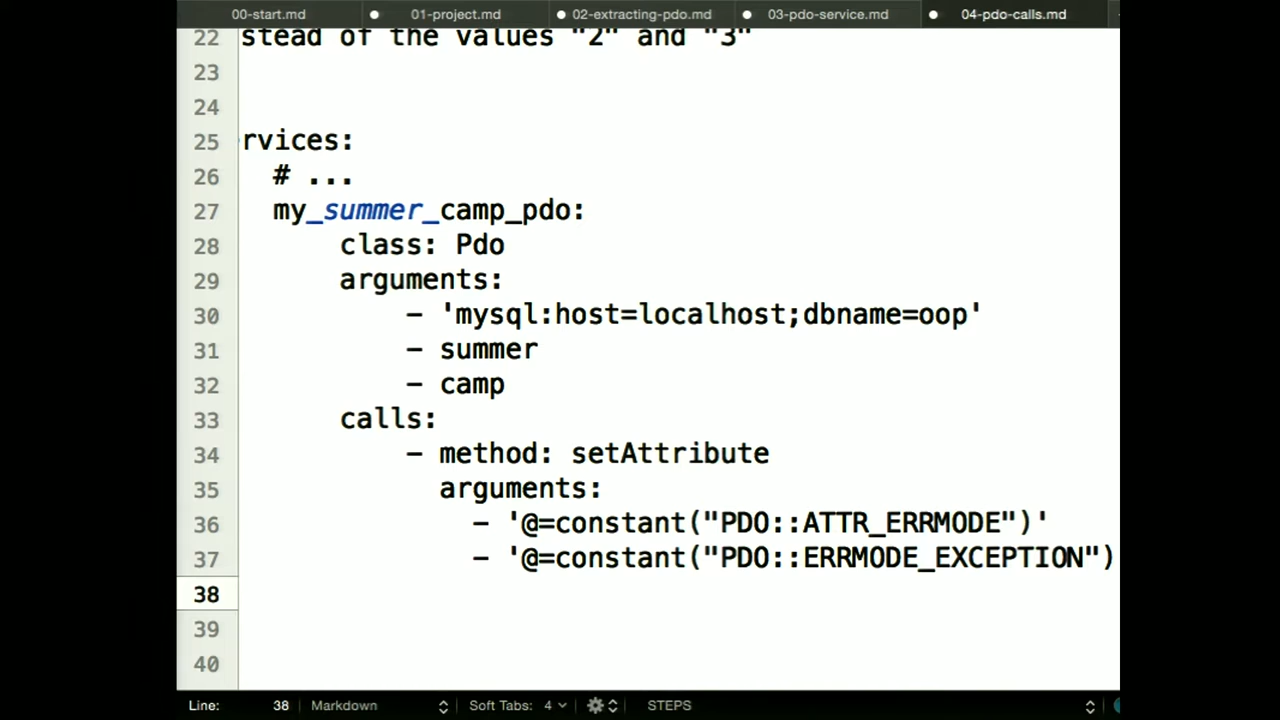 00-start.md 01-project.md 02-extracting-pdo.md 03-pdo-service.md 04-pdo-calls.md
22 stead of the values "2" and "3"
23
24
25 rvices:
26 # ...
27 my_summer_camp_pdo:
28 class: Pdo
29 arguments:
30 - 'mysql:host=localhost;dbname=oop'
31 - summer
32 - camp
33 calls:
34 - method: setAttribute
35 arguments:
36 - '@=constant("PDO::ATTR_ERRMODE")'
37 - '@=constant("PDO::ERRMODE_EXCEPTION")
38
39
40
Line: 38 Markdown Soft Tabs: 4 STEPS